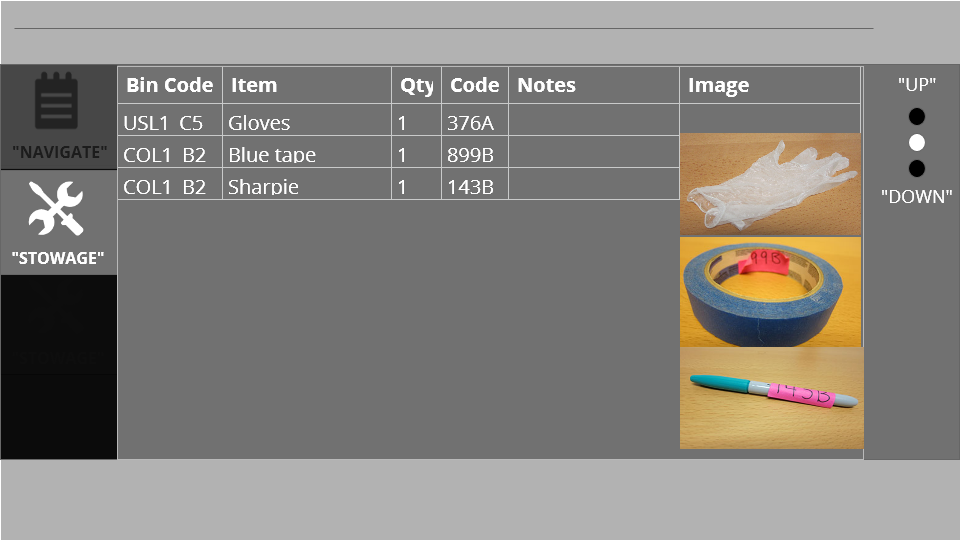 "NAVIGATE"
"STOWAGE"
Bin Code Item Qty Code Notes Image
USL1 C5 Gloves 1 376A
COL1 B2 Blue tape 1 899B
COL1 B2 Sharpie 1 143B
99B
143B
"UP"
"DOWN"